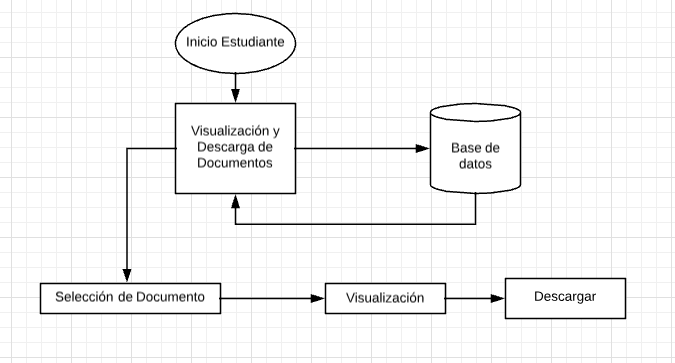 Inicio Estudiante
Visualización y
Descarga de
Documentos
Base de
datos
Selección de Documento
Visualización
Descargar